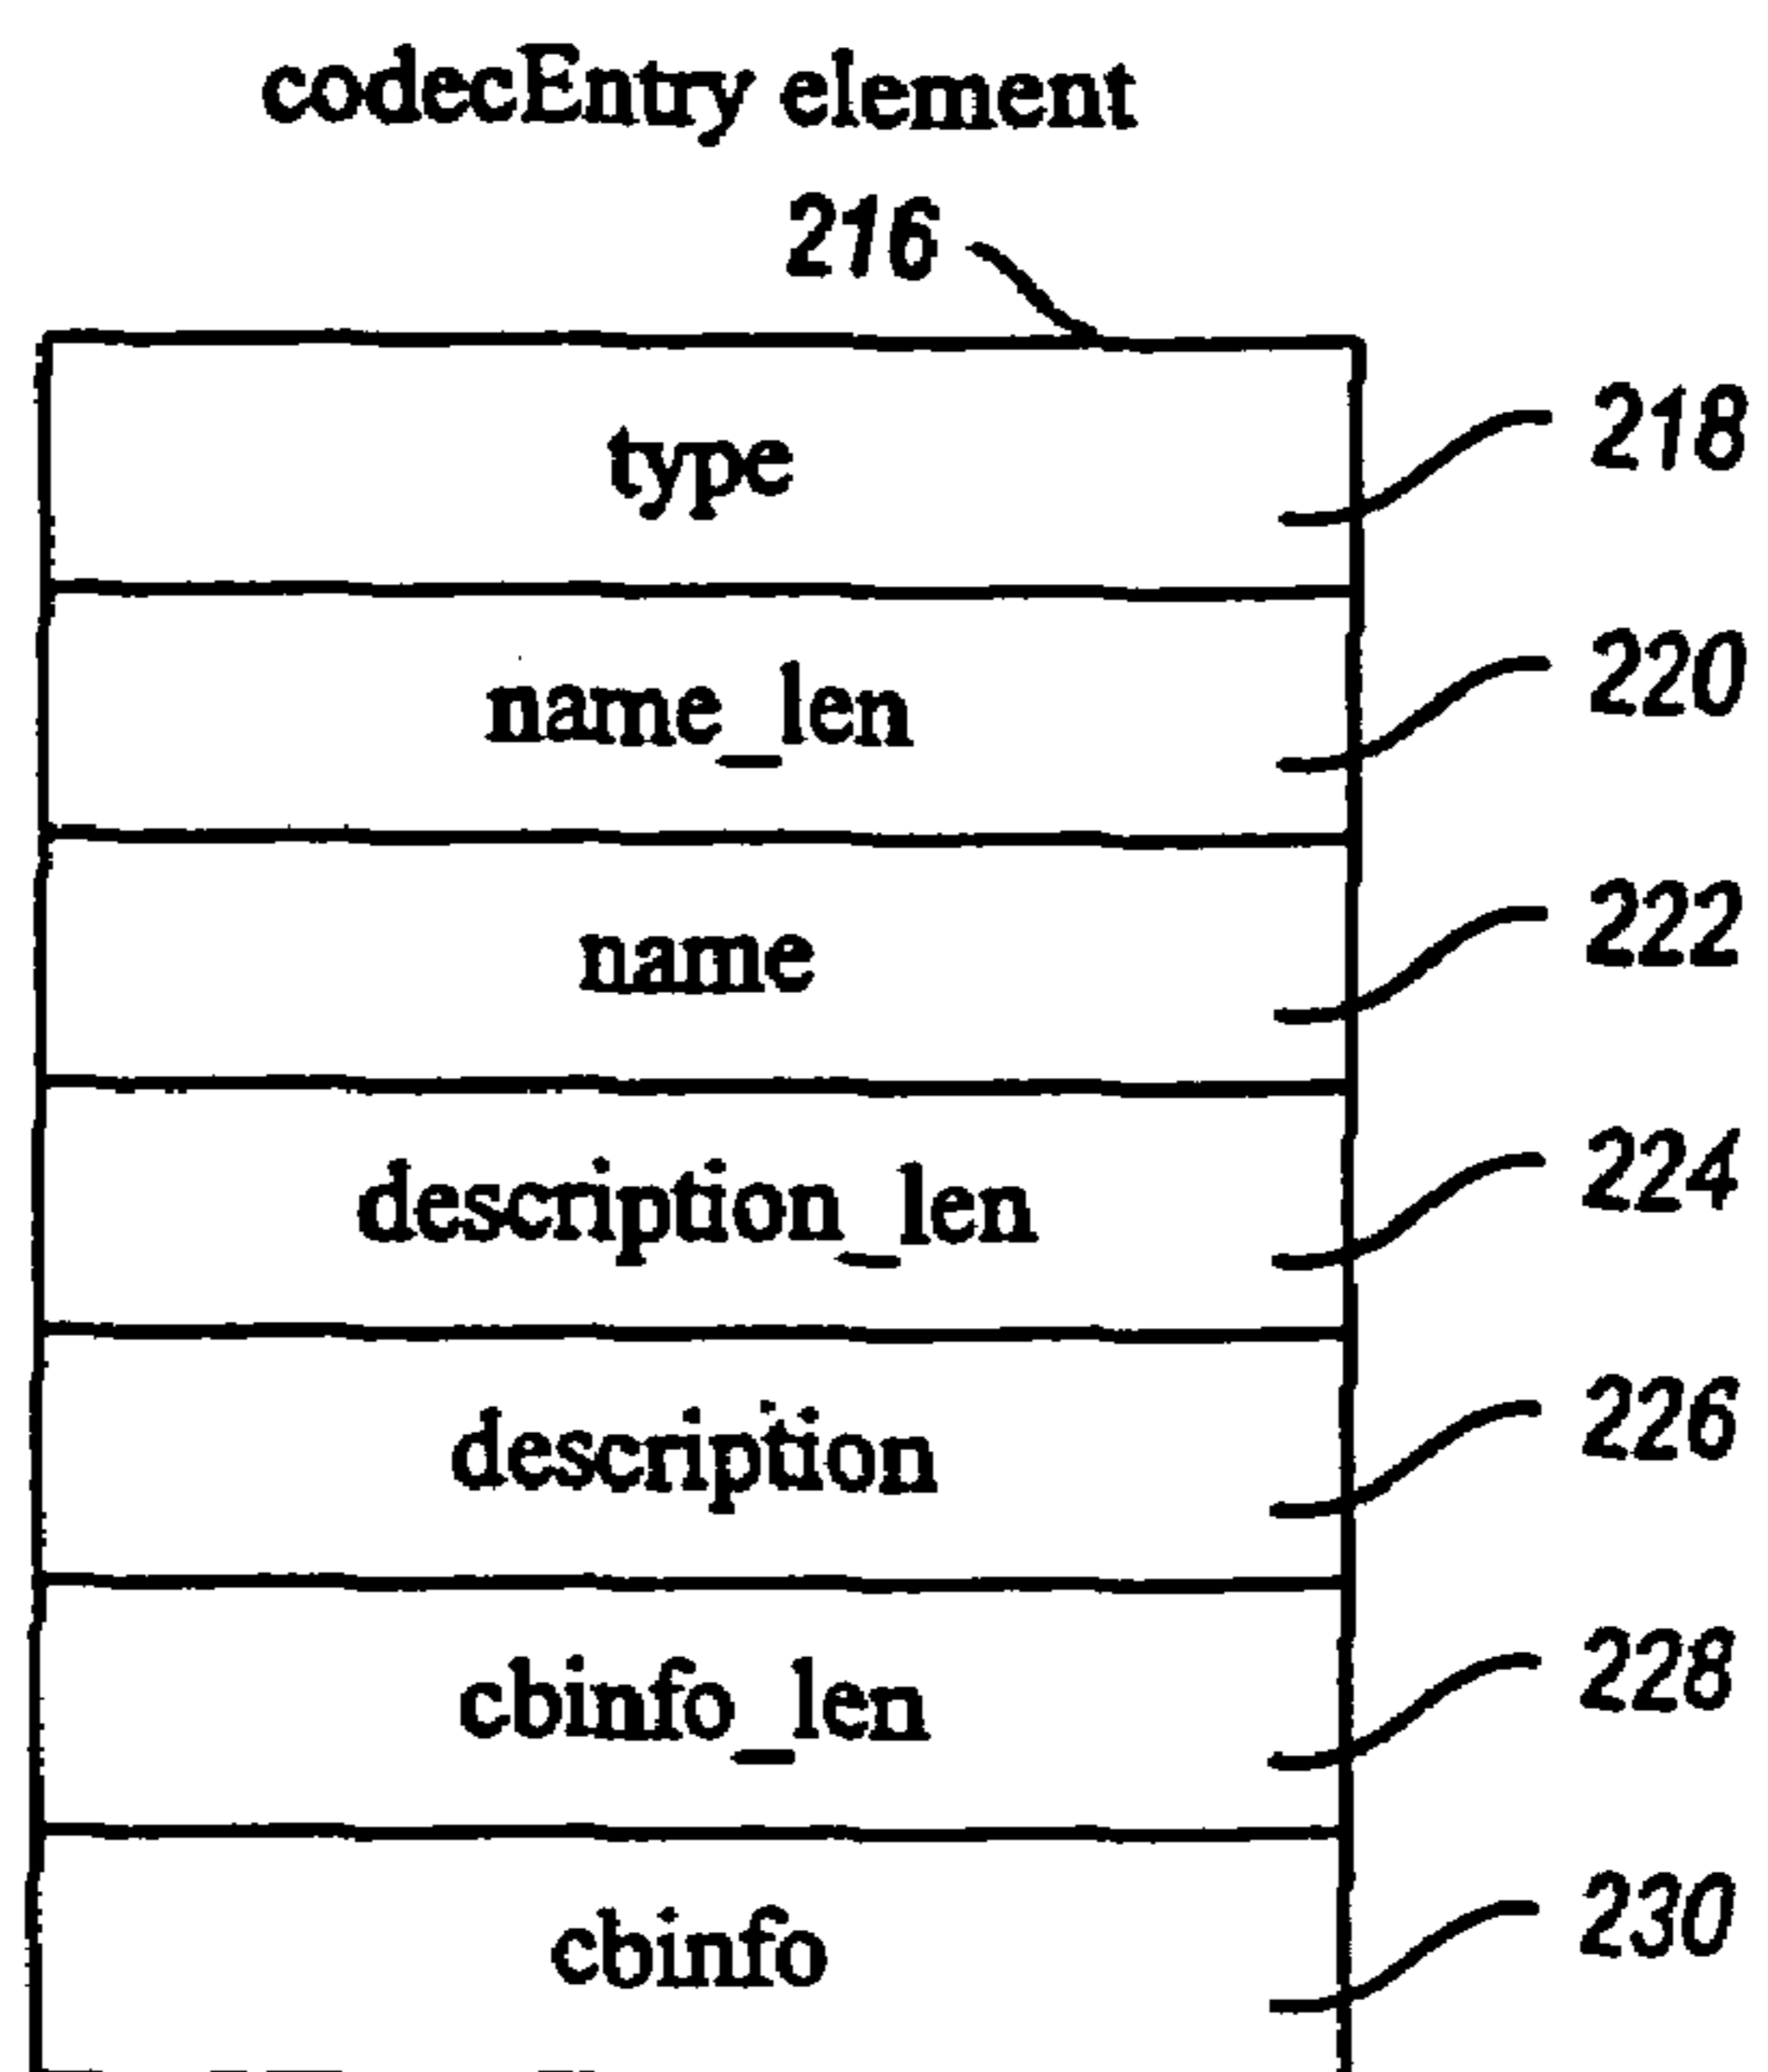 codecEntry element
216
type 218
name_len 220
name 222
description_len 224
description 226
cbinfo_len 228
cbinfo 230